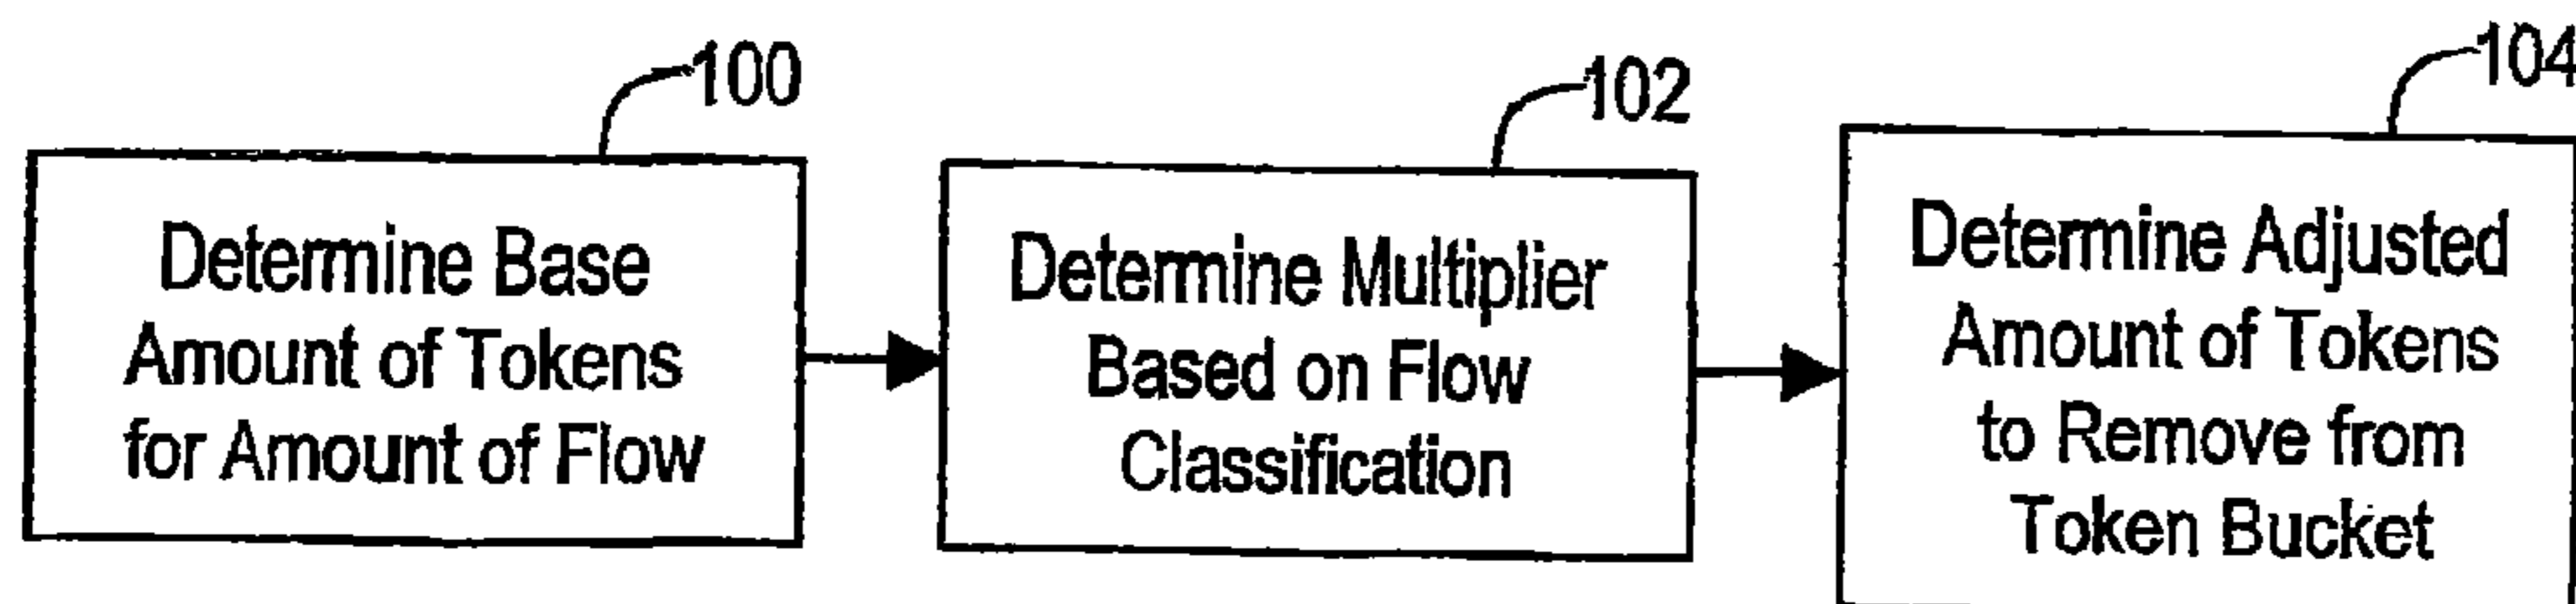 100
Determine Base
Amount of Tokens
for Amount of Flow
102
Determine Multiplier
Based on Flow
Classification
104
Determine Adjusted
Amount of Tokens
to Remove from
Token Bucket